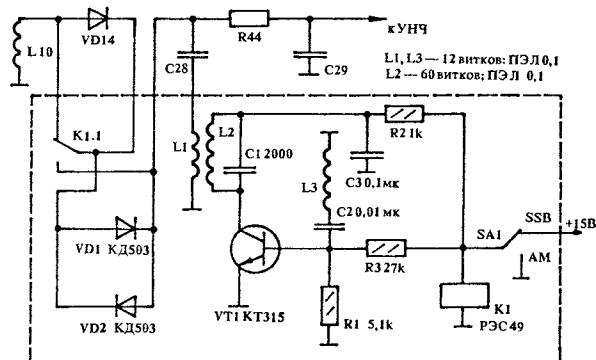 L10
VD14
R44
кУНЧ
C28
C29
L1, L3 — 12 витков: ПЭЛ 0,1
L2 — 60 витков; ПЭЛ 0,1
K1.1
L1
L2
C1 2000
R2 1k
C3 0,1мк
L3
C2 0,01мк
SSB
+15В
SA1
АМ
VD1 КД503
R3 27k
K1
РЭС49
VD2 КД503
VT1 КТ315
R1 5,1k